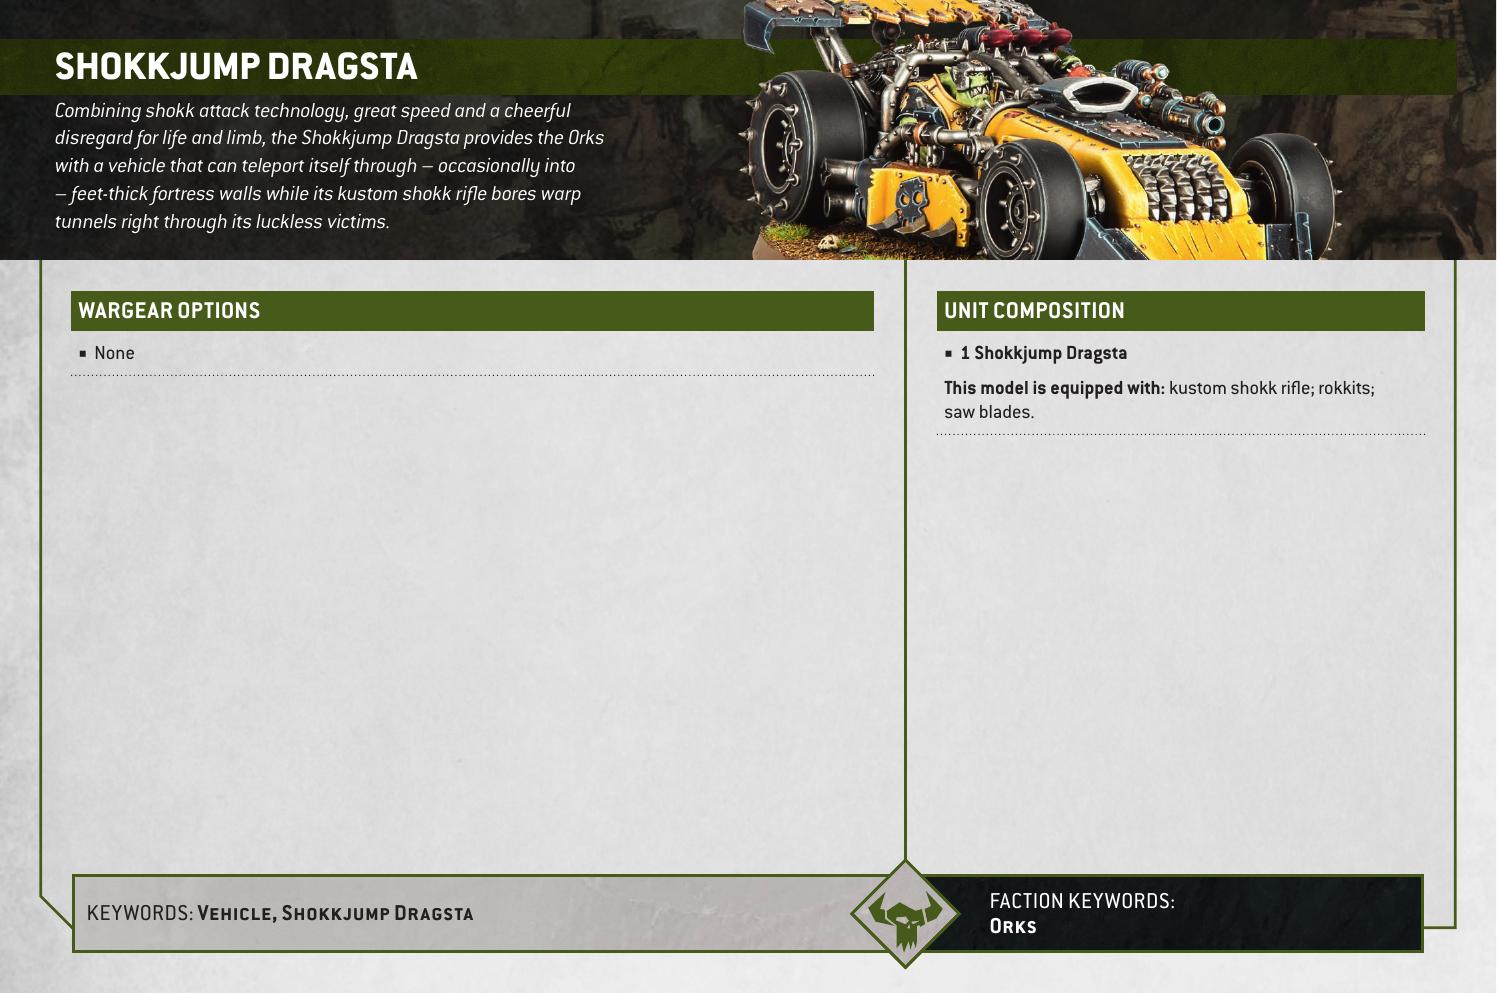 SHOKKJUMP DRAGSTA
Combining shokk attack technology, great speed and a cheerful
disregard for life and limb, the Shokkjump Dragsta provides the Orks
with a vehicle that can teleport itself through – occasionally into
– feet-thick fortress walls while its kustom shokk rifle bores warp
tunnels right through its luckless victims.
WARGEAR OPTIONS
■ None
UNIT COMPOSITION
■ 1 Shokkjump Dragsta
This model is equipped with: kustom shokk rifle; rokkits;
saw blades.
KEYWORDS: Vehicle, Shokkjump Dragsta
FACTION KEYWORDS:
Orks